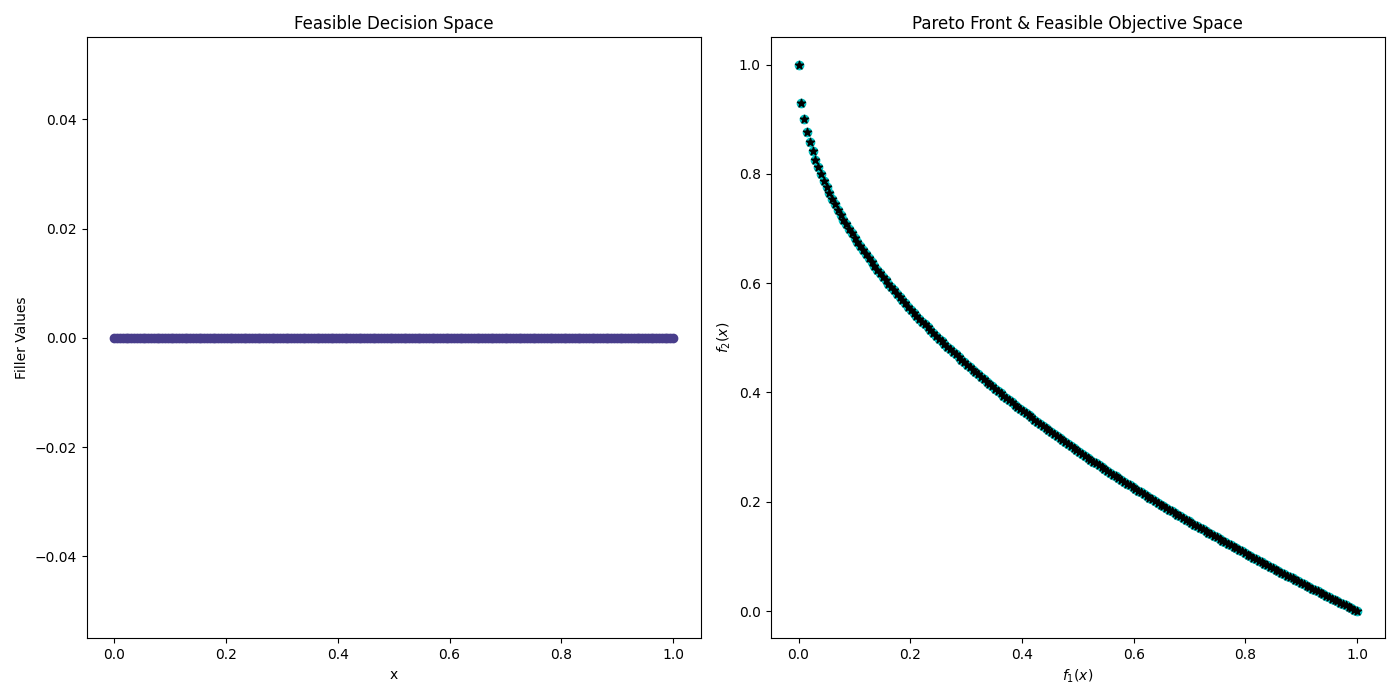 Feasible Decision Space
Filler Values
0.04
0.02
0.00
−0.02
−0.04
0.0 0.2 0.4 0.6 0.8 1.0
x
Pareto Front & Feasible Objective Space
f₂(x)
1.0
0.8
0.6
0.4
0.2
0.0
0.0 0.2 0.4 0.6 0.8 1.0
f₁(x)